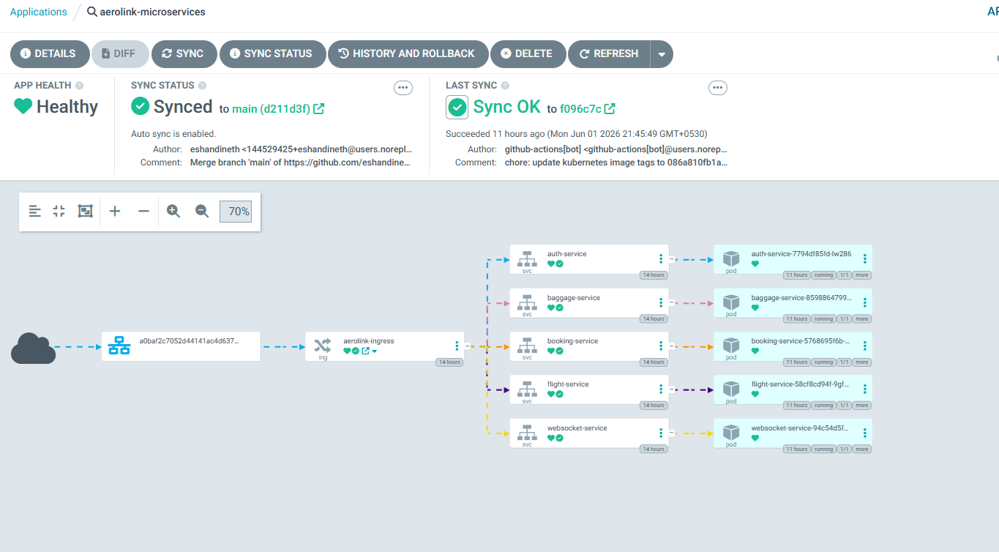 Applications / aerolink-microservices
AP
DETAILS DIFF SYNC SYNC STATUS HISTORY AND ROLLBACK DELETE REFRESH
APP HEALTH
Healthy
SYNC STATUS
Synced to main (d211d3f)
Auto sync is enabled.
Author: eshandineth <144529425+eshandineth@users.norepl...
Comment: Merge branch 'main' of https://github.com/eshandine...
LAST SYNC
Sync OK to f096c7c
Succeeded 11 hours ago (Mon Jun 01 2026 21:45:49 GMT+0530)
Author: github-actions[bot] <github-actions[bot]@users.norep...
Comment: chore: update kubernetes image tags to 086a810fb1a...
70%
a0baf2c7052d44141ac4d637...
aerolink-ingress
ing
14 hours
auth-service
svc
14 hours
auth-service-7794df85fd-lw286
pod
11 hours running 1/1 more
baggage-service
svc
14 hours
baggage-service-8598864799...
pod
11 hours running 1/1 more
booking-service
svc
14 hours
booking-service-5768695f6b-...
pod
11 hours running 1/1 more
flight-service
svc
14 hours
flight-service-58cf8cd94f-9gf...
pod
11 hours running 1/1 more
websocket-service
svc
14 hours
websocket-service-94c54d5f...
pod
11 hours running 1/1 more